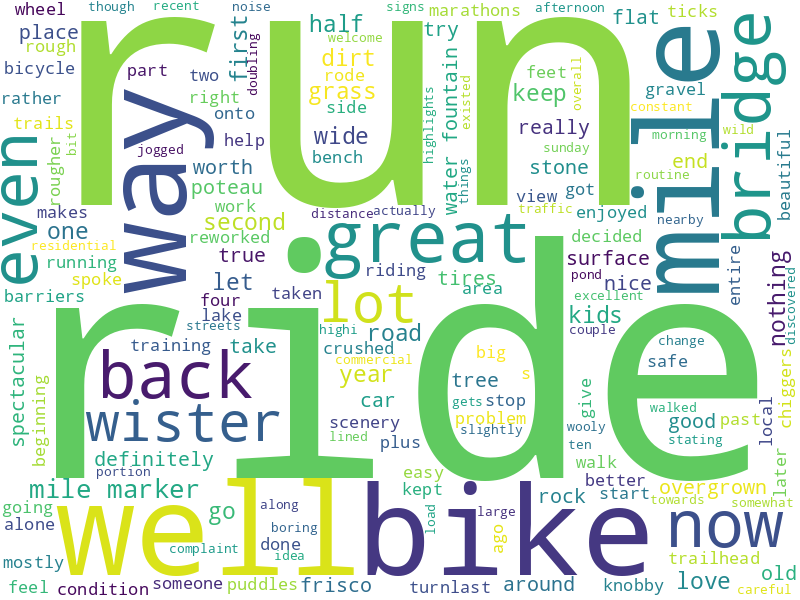 wheel
though
recent
noise
signs
afternoon
ticks
place
rough
half
marathons
flat
welcome
try
run
mile
bicycle
part
two
first
doubling
dirt
rode
grass
feet
keep
overall
gravel
bridge
rather
right
way
onto
side
wide
highlights
water fountain
existed
constant
trails
jogged
help
bench
really
morning
wild
even
rougher
bit
worth
stone
end
poteau
things
view
got
routine
beautiful
makes
work
distance
actually
sunday
traffic
enjoyed
nearby
one
second
residential
reworked
great
decided
running
true
riding
surface
entire
spoke
let
tires
area
pond
nice
nothing
discovered
barriers
four
taken
lot
excellent
lake
kids
couple
streets
highi
road
ride
spectacular
training
take
crushed
commercial
big
change
safe
year
tree
s
stop
back
car
gets
problem
give
walked
past
chiggers
beginning
wister
scenery
lined
plus
slightly
wooly
ten
good
stating
local
definitely
portion
easy
walk
better
later
mile marker
kept
rock
start
overgrown
towards
somewhat
going
alone
go
along
boring
load
large
well
bike
now
done
idea
ago
mostly
complaint
trailhead
feel
condition
someone
puddles
frisco
turnlast
around
knobby
love
old
careful